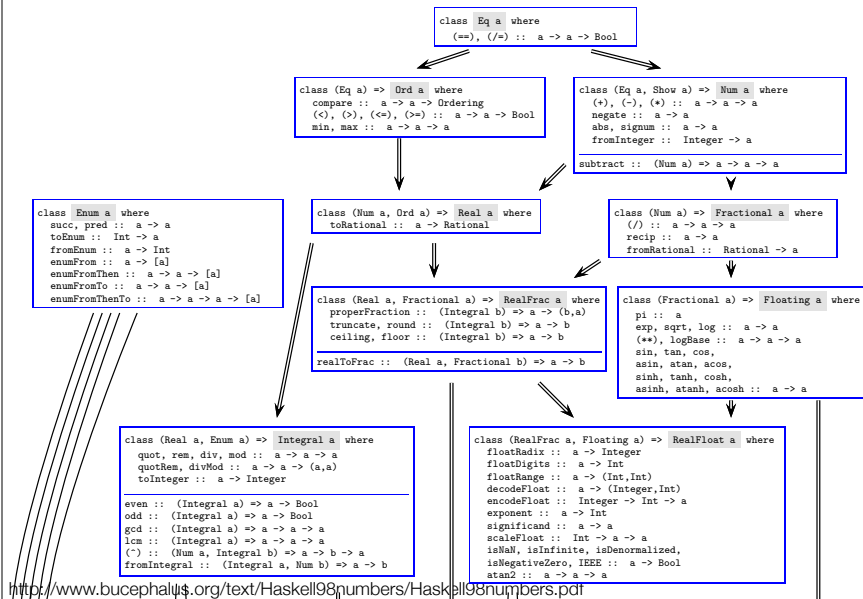 class Eq a where
(==), (/=) :: a -> a -> Bool
class (Eq a) => Ord a where
compare :: a -> a -> Ordering
(<), (>), (<=), (>=) :: a -> a -> Bool
min, max :: a -> a -> a
class (Eq a, Show a) => Num a where
(+), (-), (*) :: a -> a -> a
negate :: a -> a
abs, signum :: a -> a
fromInteger :: Integer -> a
subtract :: (Num a) => a -> a -> a
class Enum a where
succ, pred :: a -> a
toEnum :: Int -> a
fromEnum :: a -> Int
enumFrom :: a -> [a]
enumFromThen :: a -> a -> [a]
enumFromTo :: a -> a -> [a]
enumFromThenTo :: a -> a -> a -> [a]
class (Num a, Ord a) => Real a where
toRational :: a -> Rational
class (Num a) => Fractional a where
(/) :: a -> a -> a
recip :: a -> a
fromRational :: Rational -> a
class (Real a, Fractional a) => RealFrac a where
properFraction :: (Integral b) => a -> (b,a)
truncate, round :: (Integral b) => a -> b
ceiling, floor :: (Integral b) => a -> b
realToFrac :: (Real a, Fractional b) => a -> b
class (Fractional a) => Floating a where
pi :: a
exp, sqrt, log :: a -> a
(**), logBase :: a -> a -> a
sin, tan, cos,
asin, atan, acos,
sinh, tanh, cosh,
asinh, atanh, acosh :: a -> a
class (Real a, Enum a) => Integral a where
quot, rem, div, mod :: a -> a -> a
quotRem, divMod :: a -> a -> (a,a)
toInteger :: a -> Integer
even :: (Integral a) => a -> Bool
odd :: (Integral a) => a -> Bool
gcd :: (Integral a) => a -> a -> a
lcm :: (Integral a) => a -> a -> a
(^) :: (Num a, Integral b) => a -> b -> a
fromIntegral :: (Integral a, Num b) => a -> b
class (RealFrac a, Floating a) => RealFloat a where
floatRadix :: a -> Integer
floatDigits :: a -> Int
floatRange :: a -> (Int,Int)
decodeFloat :: a -> (Integer,Int)
encodeFloat :: Integer -> Int -> a
exponent :: a -> Int
significand :: a -> a
scaleFloat :: Int -> a -> a
isNaN, isInfinite, isDenormalized,
isNegativeZero, IEEE :: a -> Bool
atan2 :: a -> a -> a
http://www.bucephalus.org/text/Haskell98numbers/Haskell98numbers.pdf